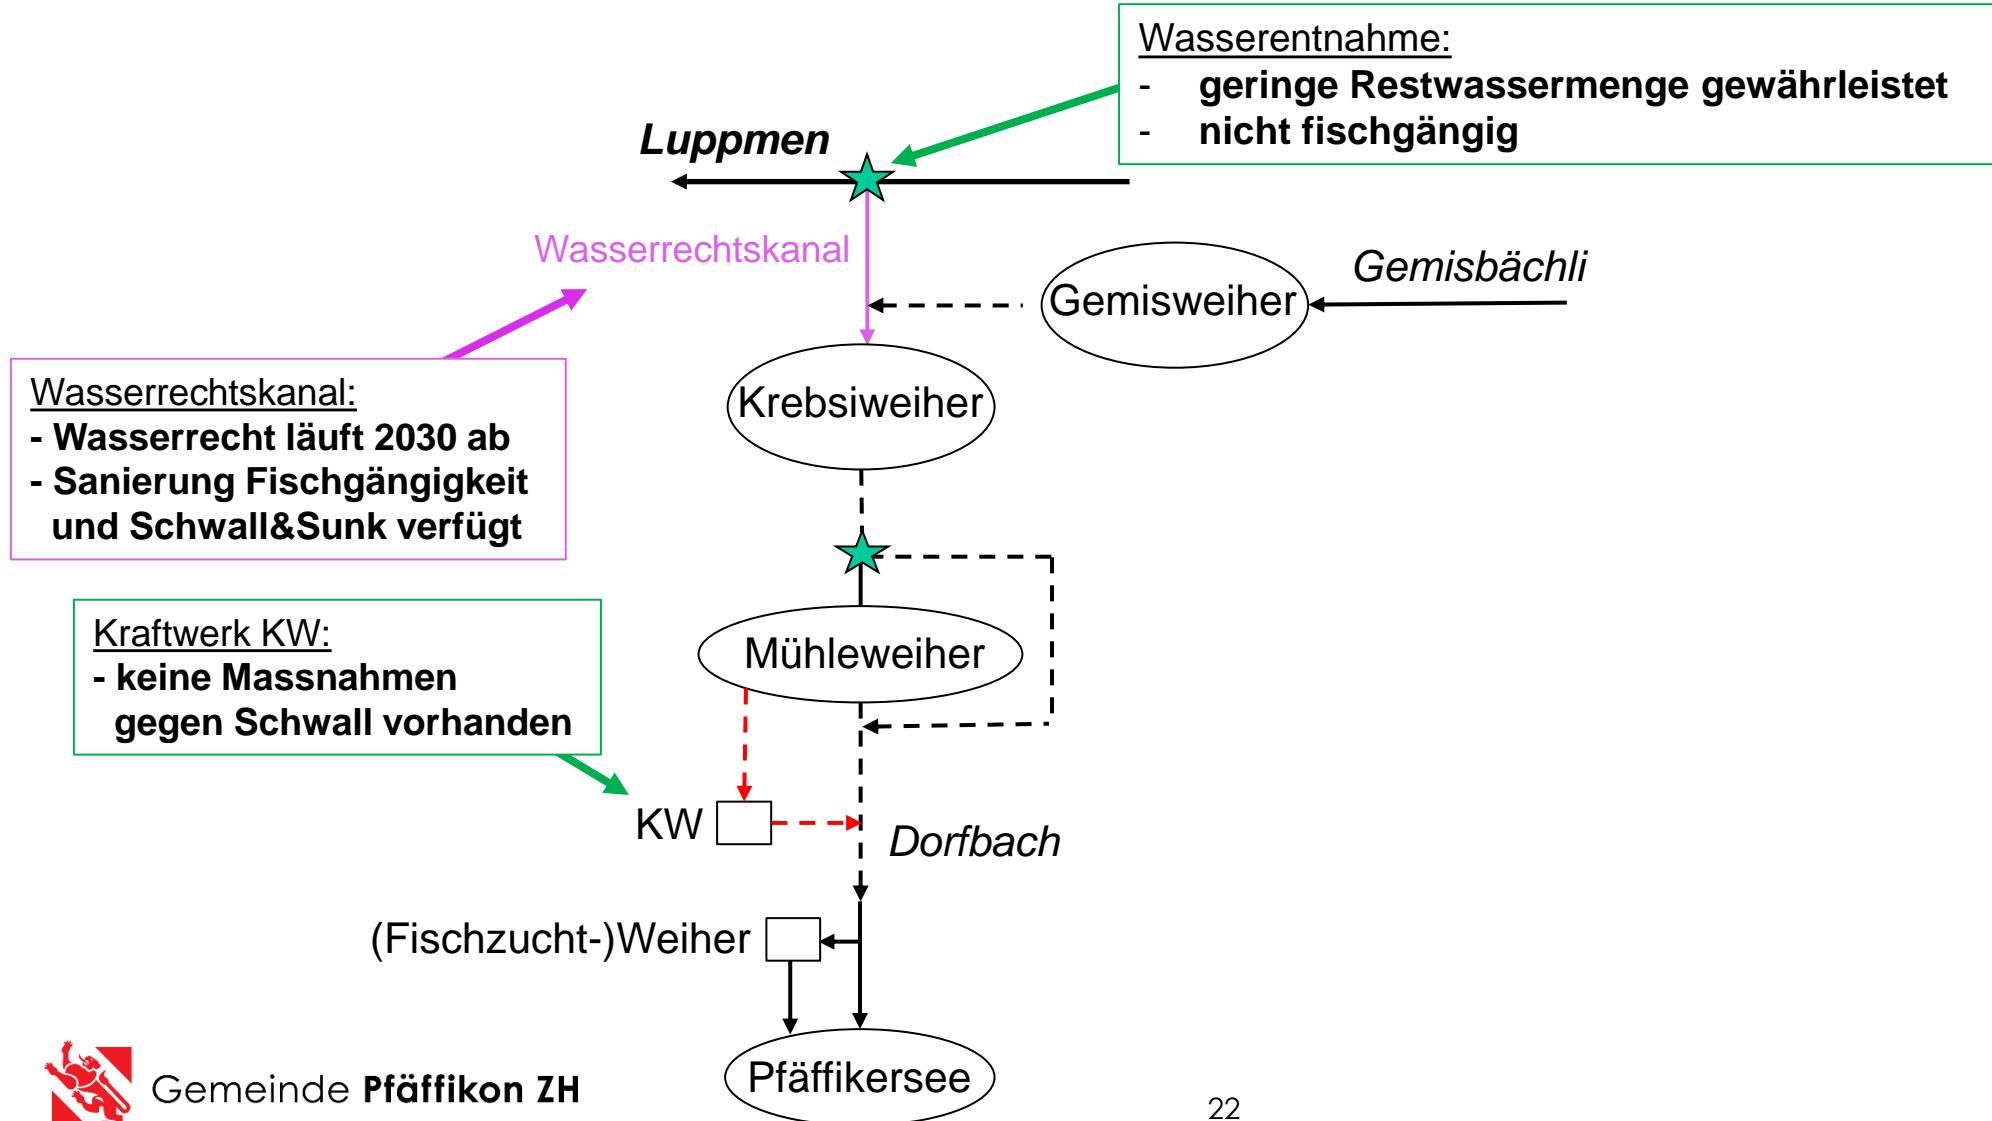 Wasserentnahme:
- geringe Restwassermenge gewährleistet
- nicht fischgängig
Luppmen
Wasserrechtskanal
Gemisbächli
Gemisweiher
Krebsiweiher
Wasserrechtskanal:
- Wasserrecht läuft 2030 ab
- Sanierung Fischgängigkeit
und Schwall&Sunk verfügt
Kraftwerk KW:
- keine Massnahmen
gegen Schwall vorhanden
Mühleweiher
KW
Dorfbach
(Fischzucht-)Weiher
Pfäffikersee
Gemeinde Pfäffikon ZH
22